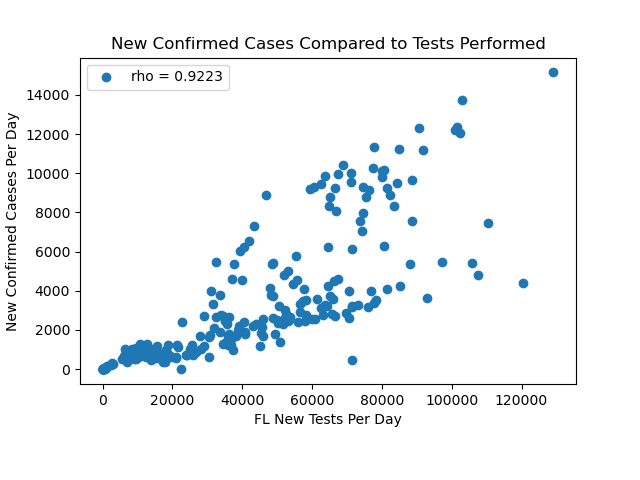 New Confirmed Cases Compared to Tests Performed
rho = 0.9223
New Confirmed Caeses Per Day
14000
12000
10000
8000
6000
4000
2000
0
0 20000 40000 60000 80000 100000 120000
FL New Tests Per Day